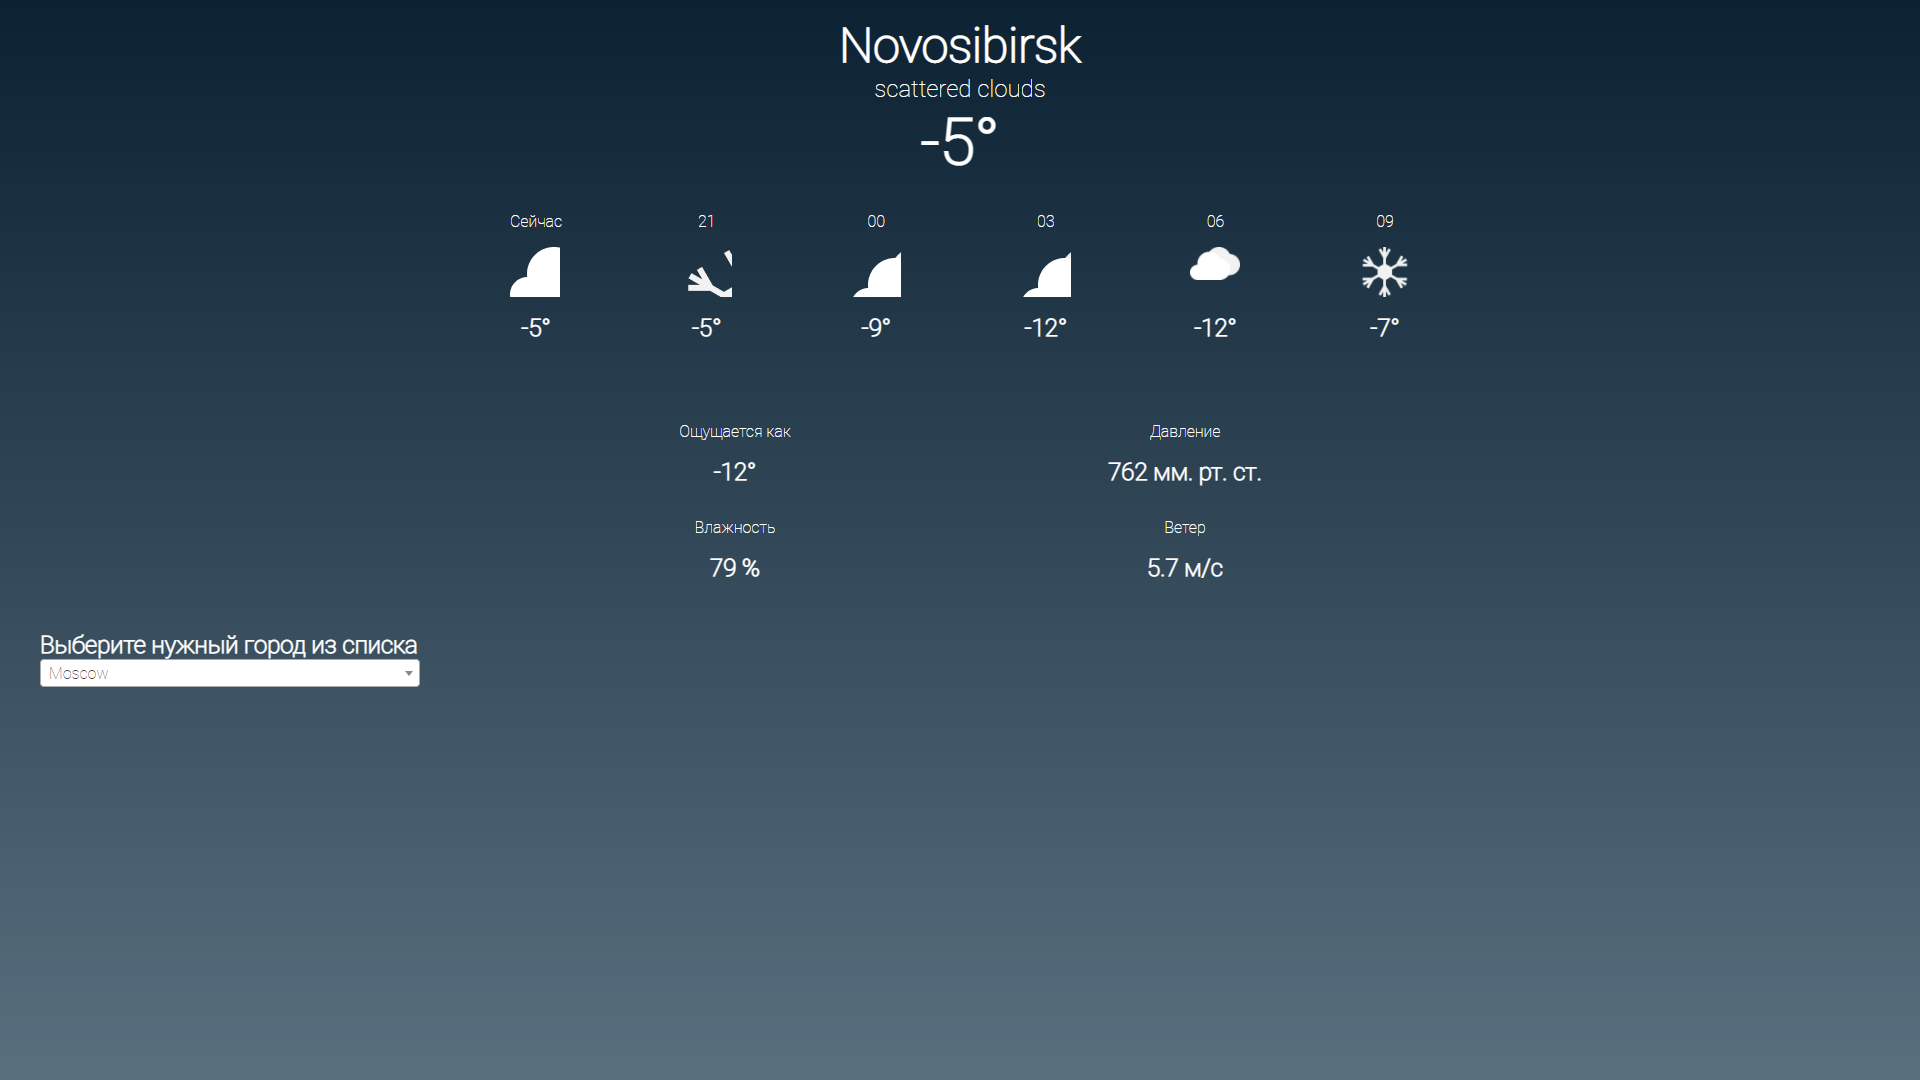 Novosibirsk
scattered clouds
-5°
Сейчас 21 00 03 06 09
-5° -5° -9° -12° -12° -7°
Ощущается как Давление
-12° 762 мм. рт. ст.
Влажность Ветер
79 % 5.7 м/с
Выберите нужный город из списка
Moscow